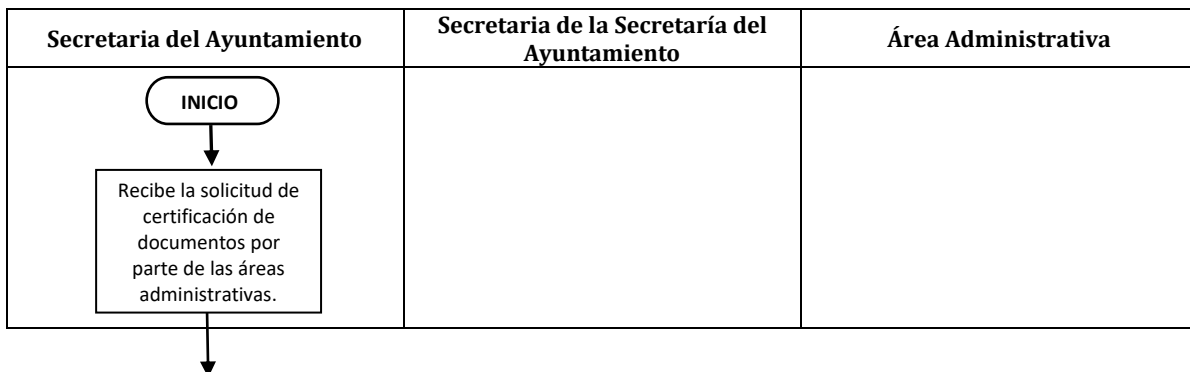 Secretaria del Ayuntamiento
Secretaria de la Secretaría del
Ayuntamiento
Área Administrativa
INICIO
Recibe la solicitud de
certificación de
documentos por
parte de las áreas
administrativas.